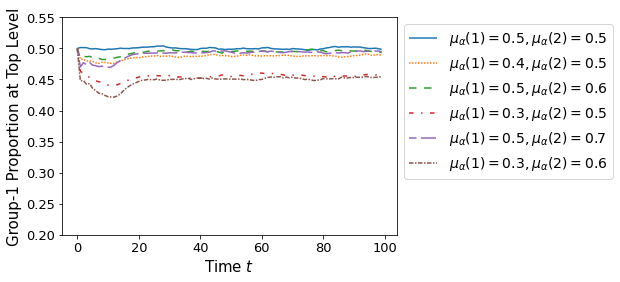 Group-1 Proportion at Top Level
0.55
0.50
0.45
0.40
0.35
0.30
0.25
0.20
0
20
40
60
80
100
Time t
μα(1) = 0.5, μα(2) = 0.5
μα(1) = 0.4, μα(2) = 0.5
μα(1) = 0.5, μα(2) = 0.6
μα(1) = 0.3, μα(2) = 0.5
μα(1) = 0.5, μα(2) = 0.7
μα(1) = 0.3, μα(2) = 0.6